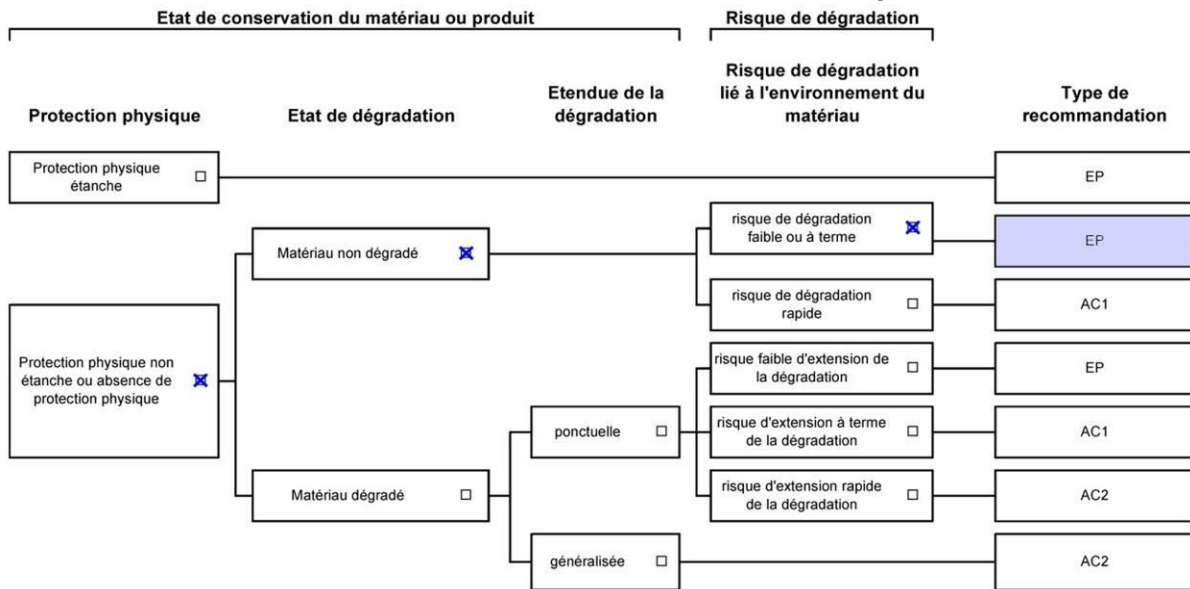 Etat de conservation du matériau ou produit
Risque de dégradation
Protection physique
Etat de dégradation
Etendue de la
dégradation
Risque de dégradation
lié à l'environnement du
matériau
Type de
recommandation
Protection physique
étanche
EP
risque de dégradation
faible ou à terme
EP
Matériau non dégradé
risque de dégradation
rapide
AC1
Protection physique non
étanche ou absence de
protection physique
risque faible d'extension de
la dégradation
EP
ponctuelle
risque d'extension à terme
de la dégradation
AC1
Matériau dégradé
risque d'extension rapide
de la dégradation
AC2
généralisée
AC2